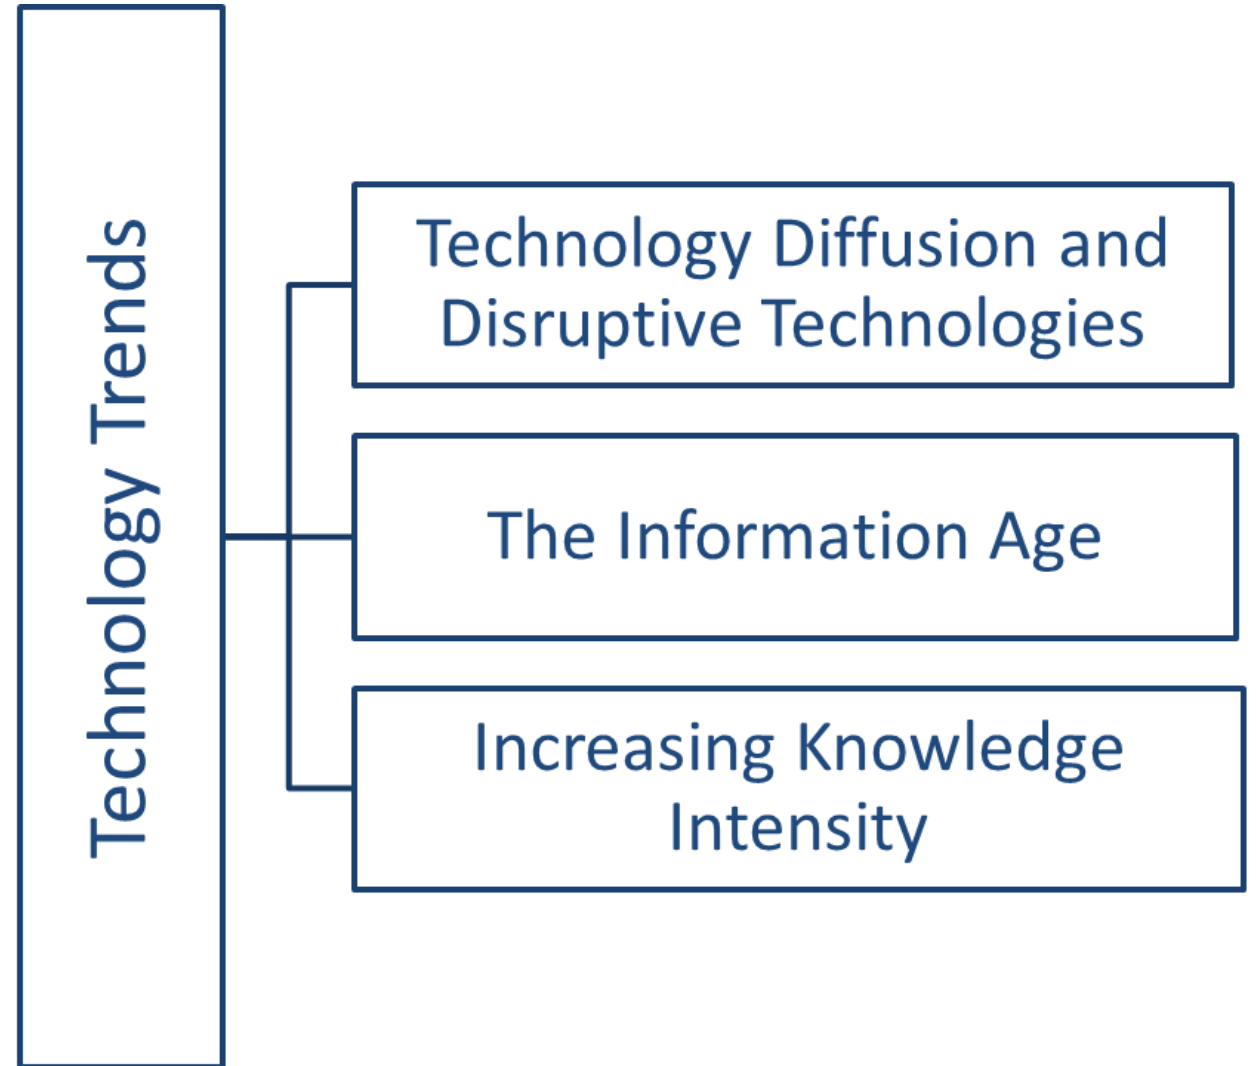 Technology Trends
Technology Diffusion and
Disruptive Technologies
The Information Age
Increasing Knowledge
Intensity